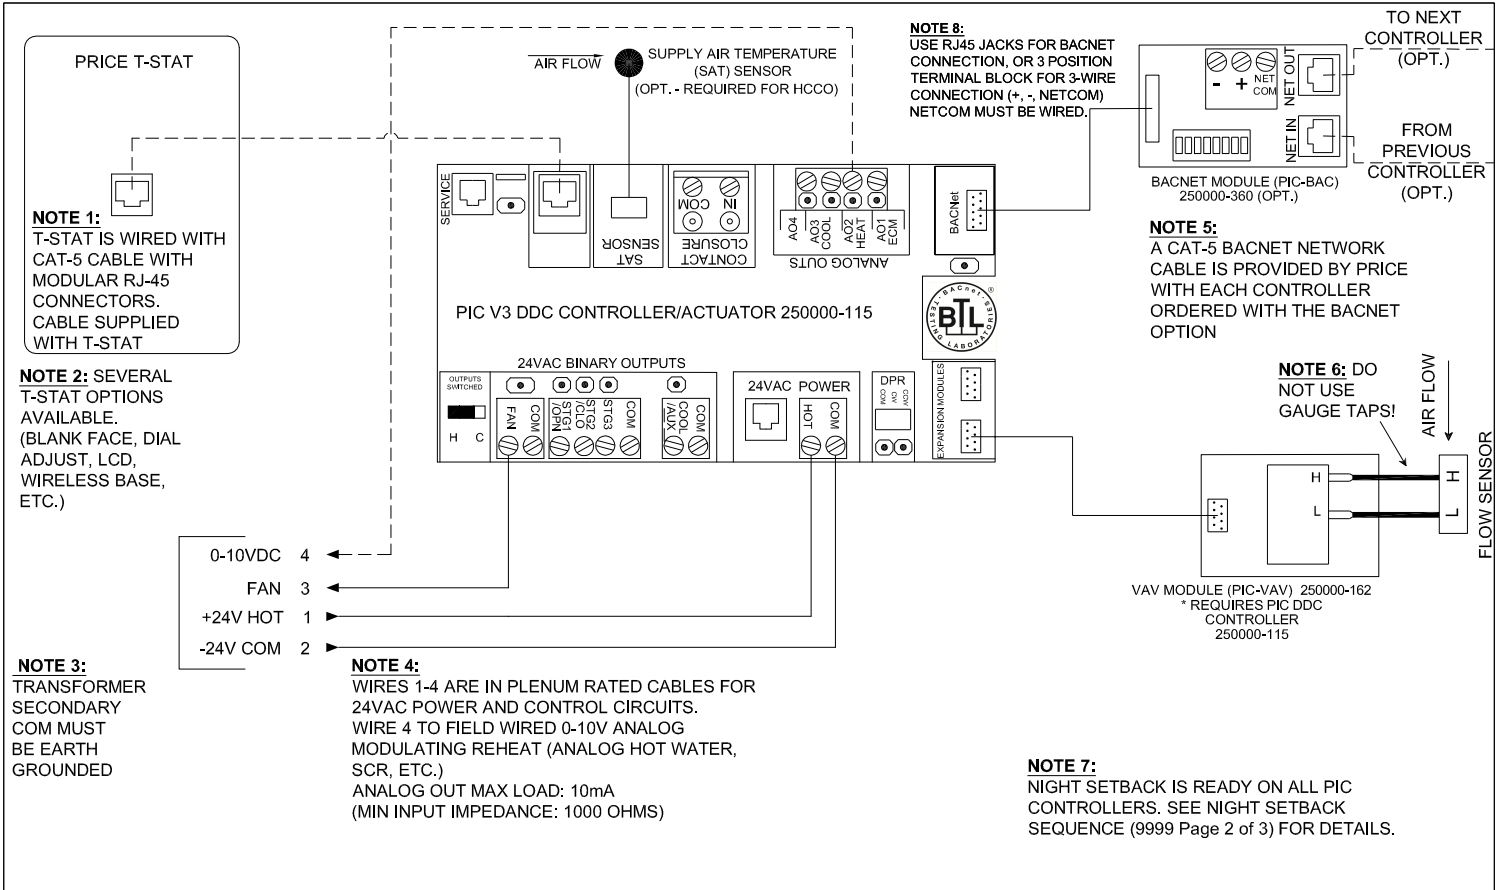 PRICE T-STAT
NOTE 1:
T-STAT IS WIRED WITH
CAT-5 CABLE WITH
MODULAR RJ-45
CONNECTORS.
CABLE SUPPLIED
WITH T-STAT
NOTE 2: SEVERAL
T-STAT OPTIONS
AVAILABLE.
(BLANK FACE, DIAL
ADJUST, LCD,
WIRELESS BASE,
ETC.)
AIR FLOW
SUPPLY AIR TEMPERATURE
(SAT) SENSOR
(OPT. - REQUIRED FOR HCCO)
NOTE 8:
USE RJ45 JACKS FOR BACNET
CONNECTION, OR 3 POSITION
TERMINAL BLOCK FOR 3-WIRE
CONNECTION (+, -, NETCOM)
NETCOM MUST BE WIRED.
- + NET
COM
NET OUT
NET IN
TO NEXT
CONTROLLER
(OPT.)
FROM
PREVIOUS
CONTROLLER
(OPT.)
BACNET MODULE (PIC-BAC)
250000-360 (OPT.)
NOTE 5:
A CAT-5 BACNET NETWORK
CABLE IS PROVIDED BY PRICE
WITH EACH CONTROLLER
ORDERED WITH THE BACNET
OPTION
SERVICE
SAT
SENSOR
COM
IN
CONTACT
CLOSURE
AO4
AO3
COOL
AO2
HEAT
AO1
ECM
ANALOG OUTS
BACNet
PIC V3 DDC CONTROLLER/ACTUATOR 250000-115
BACnet
BTL
®
TESTING LABORATORIES
24VAC BINARY OUTPUTS
OUTPUTS
SWITCHED
H C
FAN
COM
STG1
/OPN
STG2
/CLO
STG3
COM
COOL
/AUX
COM
24VAC POWER
HOT
COM
DPR
COM
CW
CCW
EXPANSION MODULES
NOTE 6: DO
NOT USE
GAUGE TAPS!
AIR FLOW
H
L
H
L
FLOW SENSOR
VAV MODULE (PIC-VAV) 250000-162
* REQUIRES PIC DDC
CONTROLLER
250000-115
0-10VDC 4
FAN 3
+24V HOT 1
-24V COM 2
NOTE 3:
TRANSFORMER
SECONDARY
COM MUST
BE EARTH
GROUNDED
NOTE 4:
WIRES 1-4 ARE IN PLENUM RATED CABLES FOR
24VAC POWER AND CONTROL CIRCUITS.
WIRE 4 TO FIELD WIRED 0-10V ANALOG
MODULATING REHEAT (ANALOG HOT WATER,
SCR, ETC.)
ANALOG OUT MAX LOAD: 10mA
(MIN INPUT IMPEDANCE: 1000 OHMS)
NOTE 7:
NIGHT SETBACK IS READY ON ALL PIC
CONTROLLERS. SEE NIGHT SETBACK
SEQUENCE (9999 Page 2 of 3) FOR DETAILS.